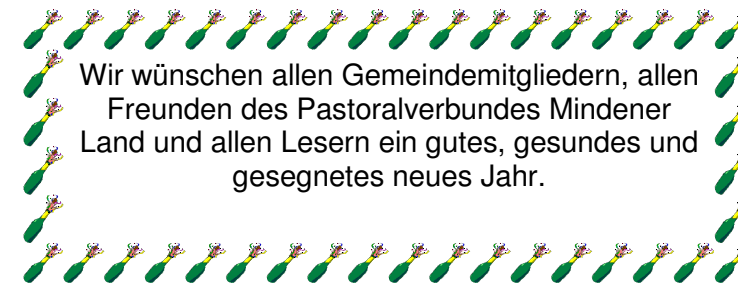 Wir wünschen allen Gemeindemitgliedern, allen
Freunden des Pastoralverbundes Mindener
Land und allen Lesern ein gutes, gesundes und
gesegnetes neues Jahr.